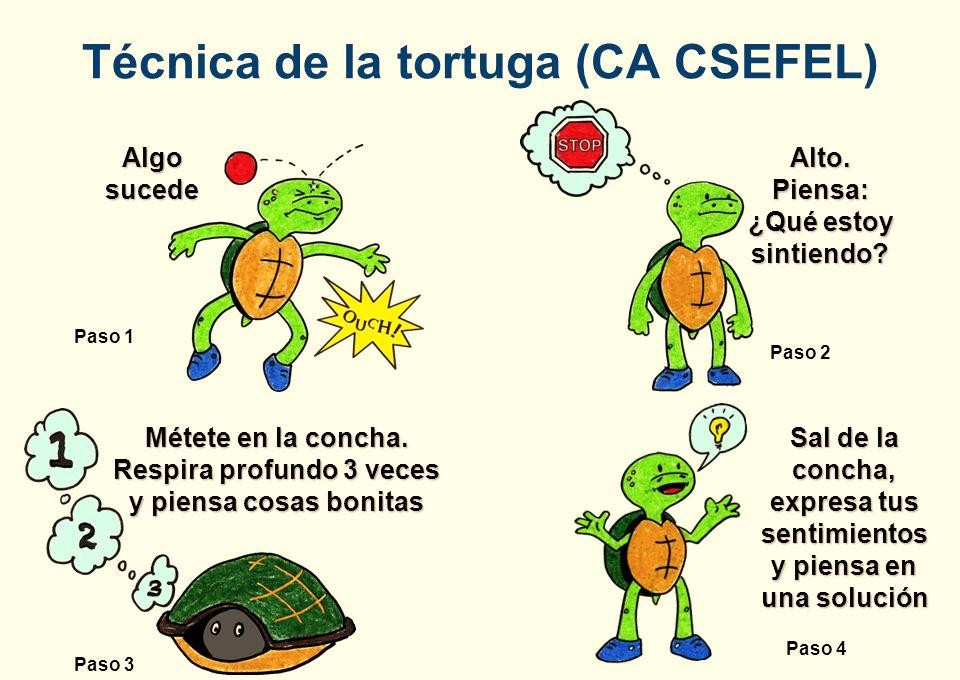 Técnica de la tortuga (CA CSEFEL)
Algo
sucede
OUCH!
Paso 1
STOP
Alto.
Piensa:
¿Qué estoy
sintiendo?
Paso 2
1
2
3
Métete en la concha.
Respira profundo 3 veces
y piensa cosas bonitas
Paso 3
Sal de la
concha,
expresa tus
sentimientos
y piensa en
una solución
Paso 4